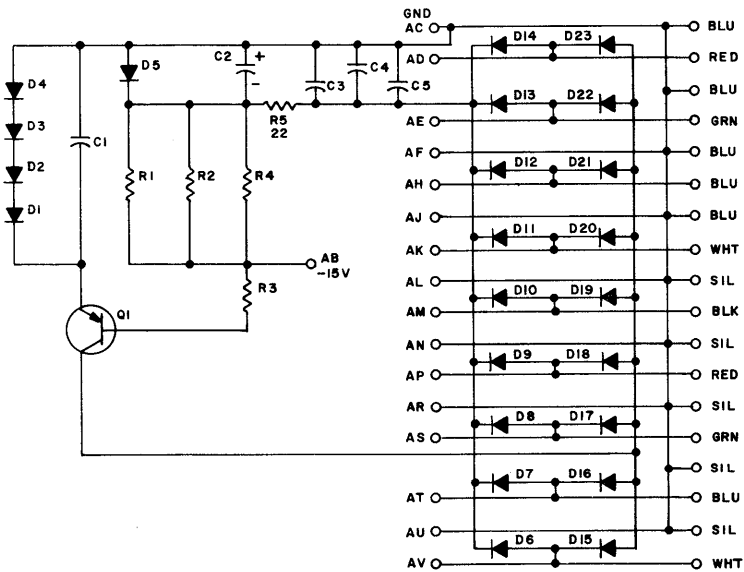 GND
AC BLU
D14 D23
AD RED
C2 +
-
D5 C3 C4 C5
D4 BLU
D13 D22
AE GRN
R5
22
D3 C1
AF BLU
D12 D21
D2 R1 R2 R4
AH BLU
D1
AJ BLU
D11 D20
AK WHT
AB
-15V
AL SIL
R3
D10 D19
Q1
AM BLK
AN SIL
D9 D18
AP RED
AR SIL
D8 D17
AS GRN
SIL
D7 D16
AT BLU
AU SIL
D6 D15
AV WHT